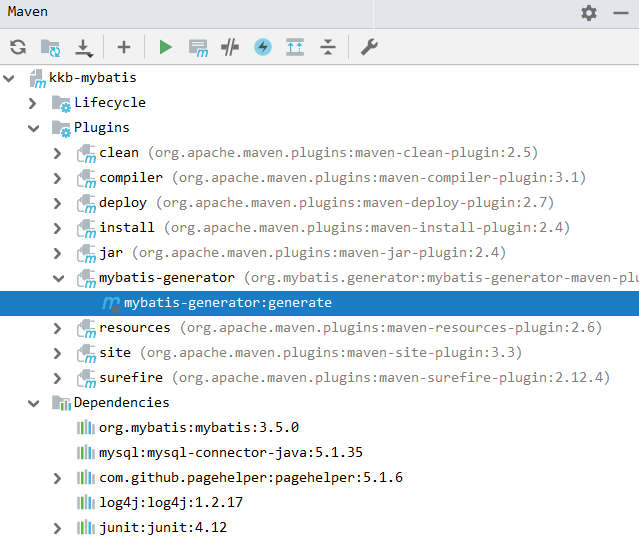 Maven
kkb-mybatis
Lifecycle
Plugins
clean (org.apache.maven.plugins:maven-clean-plugin:2.5)
compiler (org.apache.maven.plugins:maven-compiler-plugin:3.1)
deploy (org.apache.maven.plugins:maven-deploy-plugin:2.7)
install (org.apache.maven.plugins:maven-install-plugin:2.4)
jar (org.apache.maven.plugins:maven-jar-plugin:2.4)
mybatis-generator (org.mybatis.generator:mybatis-generator-maven-plu
mybatis-generator:generate
resources (org.apache.maven.plugins:maven-resources-plugin:2.6)
site (org.apache.maven.plugins:maven-site-plugin:3.3)
surefire (org.apache.maven.plugins:maven-surefire-plugin:2.12.4)
Dependencies
org.mybatis:mybatis:3.5.0
mysql:mysql-connector-java:5.1.35
com.github.pagehelper:pagehelper:5.1.6
log4j:log4j:1.2.17
junit:junit:4.12